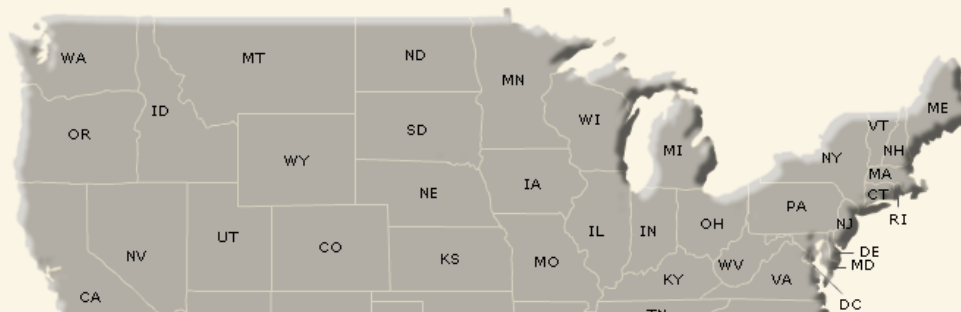 WA
MT
ND
MN
ID
OR
SD
WI
MI
ME
VT
NH
NY
MA
WY
NE
IA
CT
RI
PA
NJ
NV
UT
CO
KS
MO
IL
IN
OH
WV
KY
VA
DE
MD
DC
CA
TN